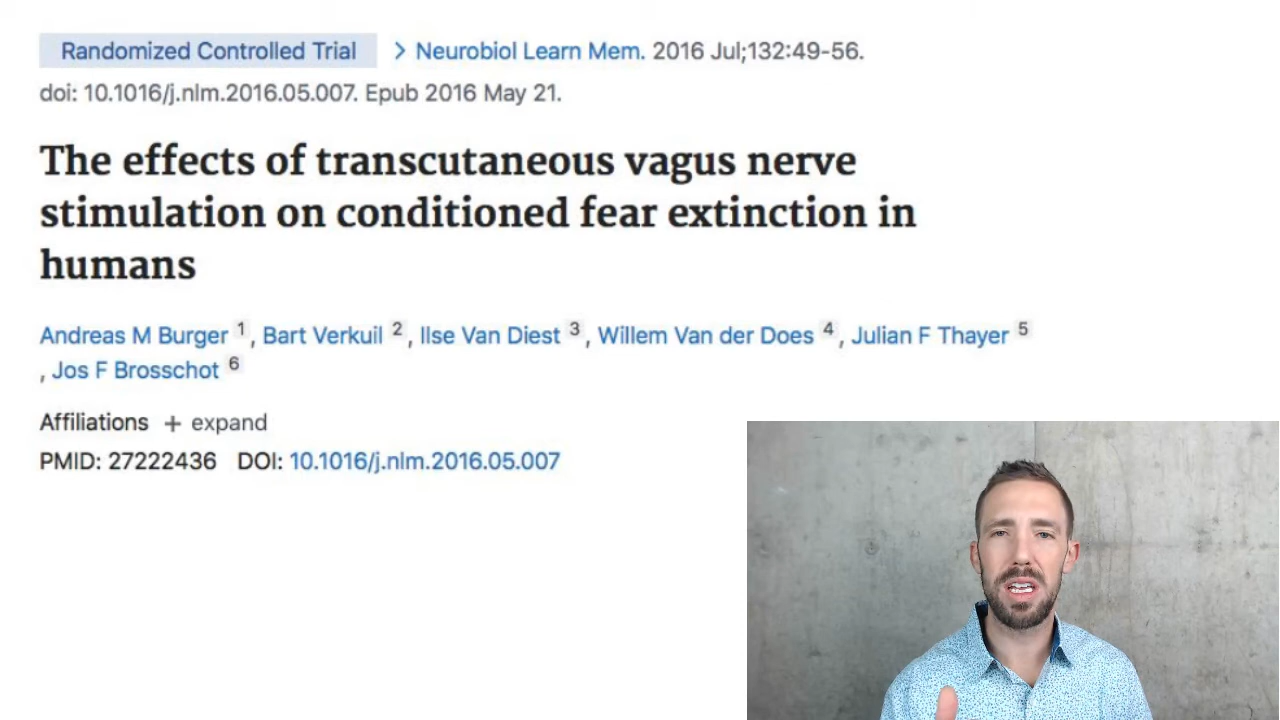 Randomized Controlled Trial > Neurobiol Learn Mem. 2016 Jul;132:49-56.
doi: 10.1016/j.nlm.2016.05.007. Epub 2016 May 21.
The effects of transcutaneous vagus nerve
stimulation on conditioned fear extinction in
humans
Andreas M Burger 1, Bart Verkuil 2, Ilse Van Diest 3, Willem Van der Does 4, Julian F Thayer 5
, Jos F Brosschot 6
Affiliations + expand
PMID: 27222436 DOI: 10.1016/j.nlm.2016.05.007